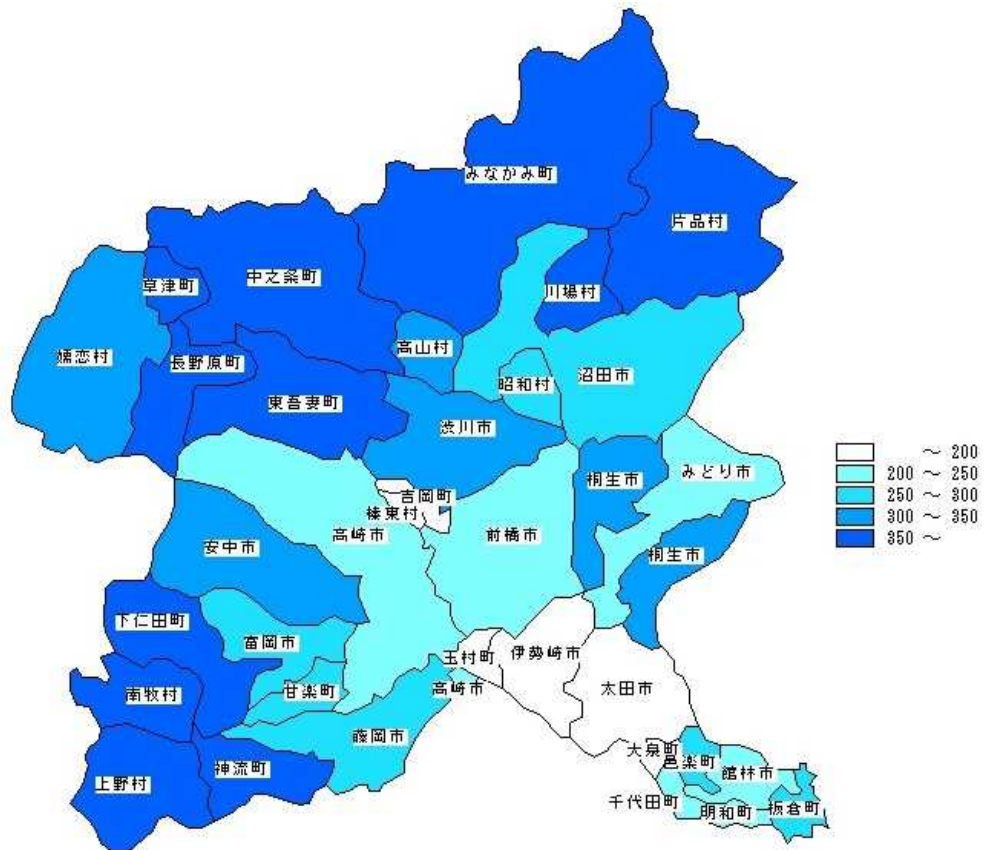 みなかみ町
片品村
草津町
中之条町
川場村
嬬恋村
長野原町
高山村
昭和村
沼田市
東吾妻町
渋川市
桐生市
みどり市
吉岡町
榛東村
高崎市
前橋市
安中市
桐生市
下仁田町
富岡市
玉村町
伊勢崎市
南牧村
甘楽町
高崎市
太田市
藤岡市
大泉町
邑楽町
館林市
上野村
神流町
千代田町
明和町
板倉町
~ 200
200 ~ 250
250 ~ 300
300 ~ 350
350 ~